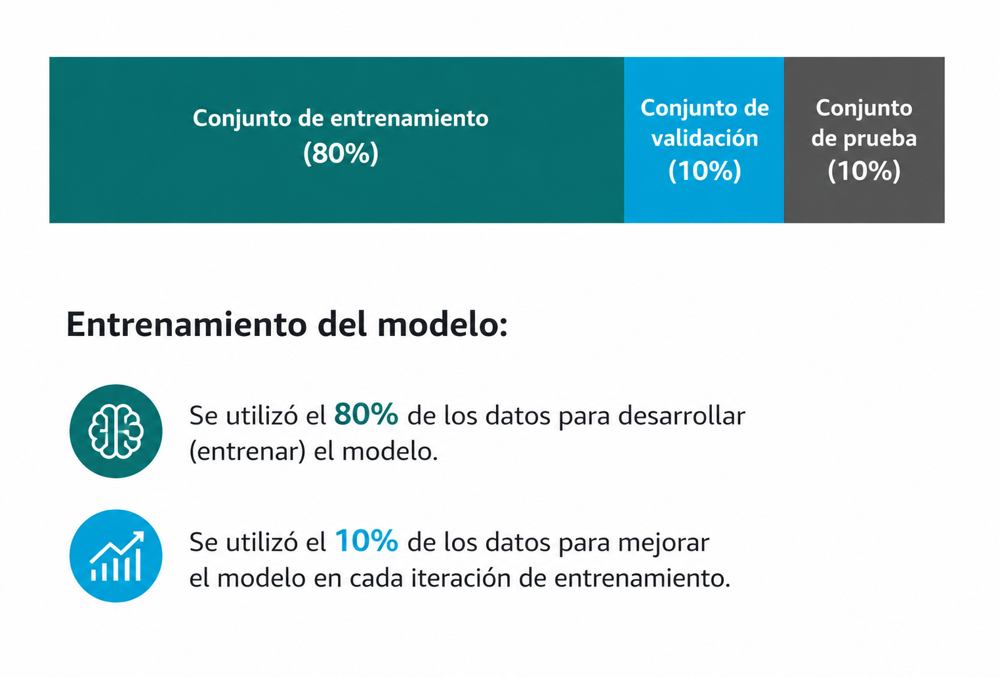 Conjunto de entrenamiento
(80%)
Conjunto de
validación
(10%)
Conjunto
de prueba
(10%)
Entrenamiento del modelo:
Se utilizó el 80% de los datos para desarrollar
(entrenar) el modelo.
Se utilizó el 10% de los datos para mejorar
el modelo en cada iteración de entrenamiento.